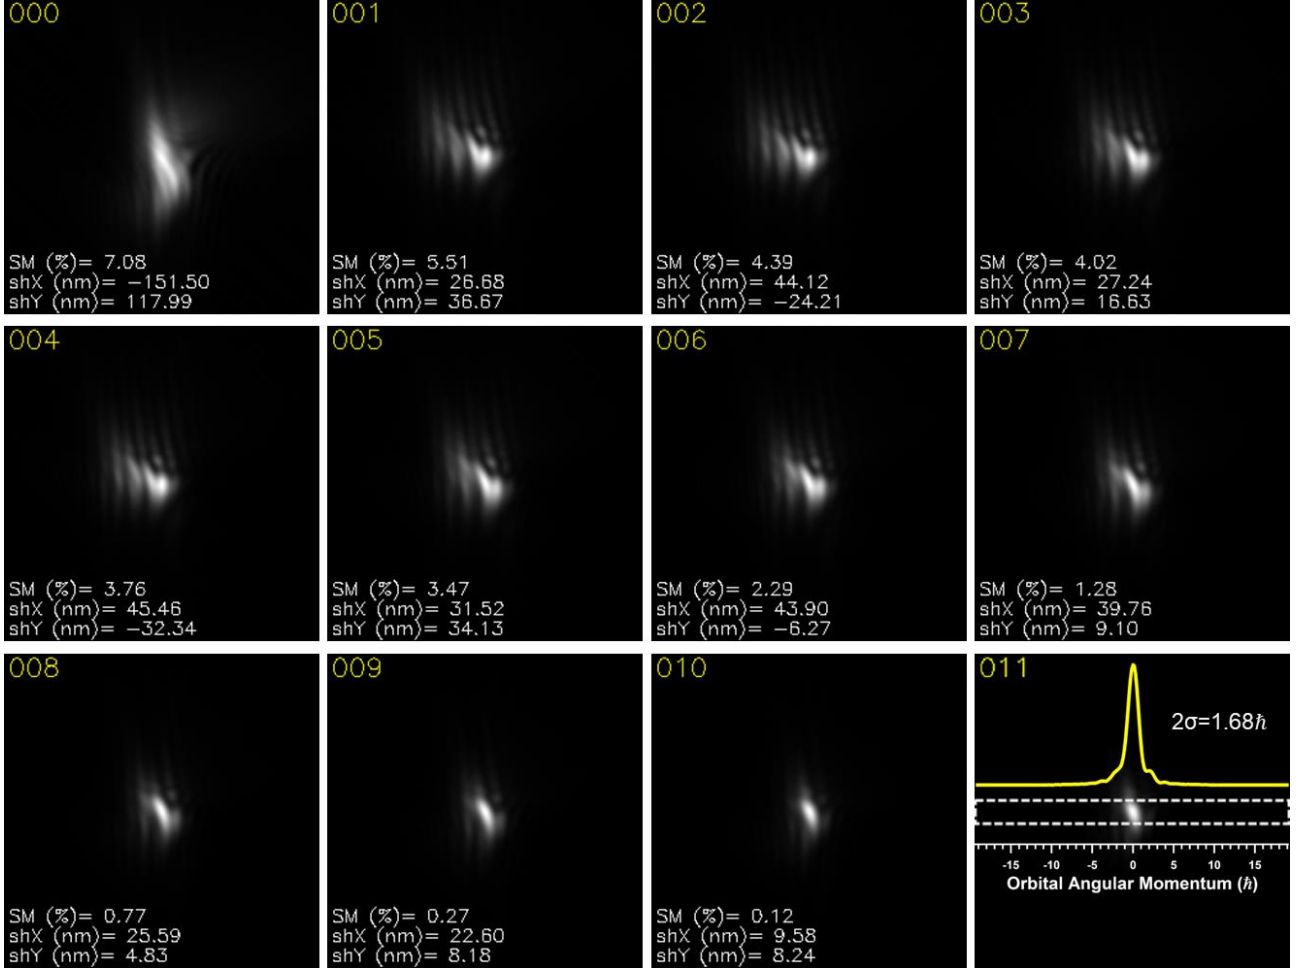 000
SM (%)= 7.08
shX (nm)= −151.50
shY (nm)= 117.99
001
SM (%)= 5.51
shX (nm)= 26.68
shY (nm)= 36.67
002
SM (%)= 4.39
shX (nm)= 44.12
shY (nm)= −24.21
003
SM (%)= 4.02
shX (nm)= 27.24
shY (nm)= 16.63
004
SM (%)= 3.76
shX (nm)= 45.46
shY (nm)= −32.34
005
SM (%)= 3.47
shX (nm)= 31.52
shY (nm)= 34.13
006
SM (%)= 2.29
shX (nm)= 43.90
shY (nm)= −6.27
007
SM (%)= 1.28
shX (nm)= 39.76
shY (nm)= 9.10
008
SM (%)= 0.77
shX (nm)= 25.59
shY (nm)= 4.83
009
SM (%)= 0.27
shX (nm)= 22.60
shY (nm)= 8.18
010
SM (%)= 0.12
shX (nm)= 9.58
shY (nm)= 8.24
011
2σ=1.68ℏ
-15 -10 -5 0 5 10 15
Orbital Angular Momentum (ℏ)